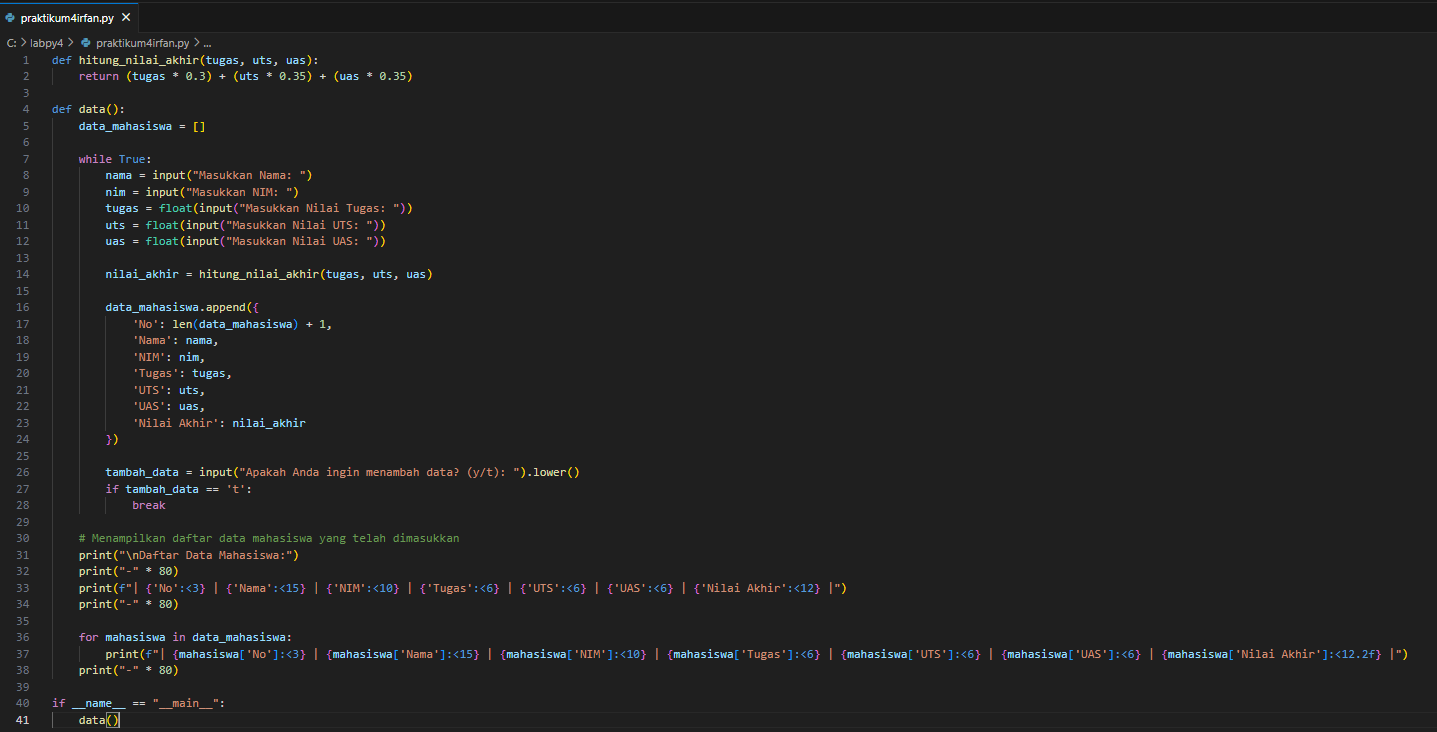 praktikum4irfan.py ×
C: > labpy4 > praktikum4irfan.py > ...
1 def hitung_nilai_akhir(tugas, uts, uas):
2     return (tugas * 0.3) + (uts * 0.35) + (uas * 0.35)
3
4 def data():
5     data_mahasiswa = []
6
7     while True:
8         nama = input("Masukkan Nama: ")
9         nim = input("Masukkan NIM: ")
10         tugas = float(input("Masukkan Nilai Tugas: "))
11         uts = float(input("Masukkan Nilai UTS: "))
12         uas = float(input("Masukkan Nilai UAS: "))
13
14         nilai_akhir = hitung_nilai_akhir(tugas, uts, uas)
15
16         data_mahasiswa.append({
17             'No': len(data_mahasiswa) + 1,
18             'Nama': nama,
19             'NIM': nim,
20             'Tugas': tugas,
21             'UTS': uts,
22             'UAS': uas,
23             'Nilai Akhir': nilai_akhir
24         })
25
26         tambah_data = input("Apakah Anda ingin menambah data? (y/t): ").lower()
27         if tambah_data == 't':
28             break
29
30     # Menampilkan daftar data mahasiswa yang telah dimasukkan
31     print("\nDaftar Data Mahasiswa:")
32     print("-" * 80)
33     print(f"| {'No':<3} | {'Nama':<15} | {'NIM':<10} | {'Tugas':<6} | {'UTS':<6} | {'UAS':<6} | {'Nilai Akhir':<12} |")
34     print("-" * 80)
35
36     for mahasiswa in data_mahasiswa:
37         print(f"| {mahasiswa['No']:<3} | {mahasiswa['Nama']:<15} | {mahasiswa['NIM']:<10} | {mahasiswa['Tugas']:<6} | {mahasiswa['UTS']:<6} | {mahasiswa['UAS']:<6} | {mahasiswa['Nilai Akhir']:<12.2f} |")
38     print("-" * 80)
39
40 if __name__ == "__main__":
41     data()